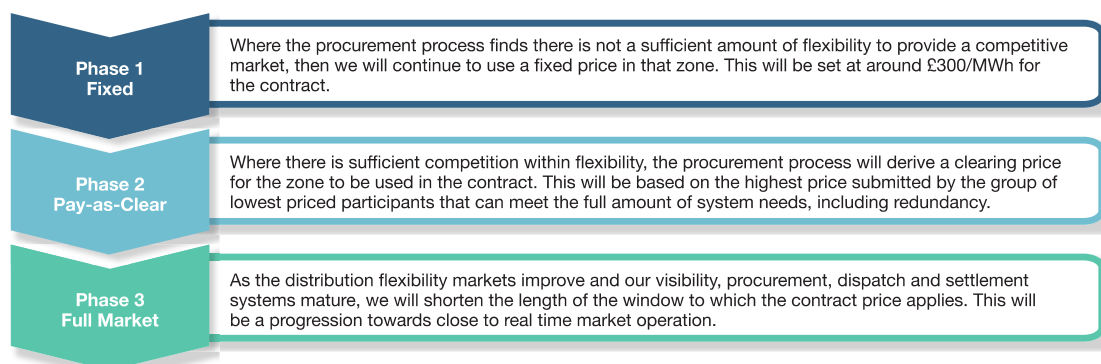 Phase 1
Fixed
Where the procurement process finds there is not a sufficient amount of flexibility to provide a competitive
market, then we will continue to use a fixed price in that zone. This will be set at around £300/MWh for
the contract.
Phase 2
Pay-as-Clear
Where there is sufficient competition within flexibility, the procurement process will derive a clearing price
for the zone to be used in the contract. This will be based on the highest price submitted by the group of
lowest priced participants that can meet the full amount of system needs, including redundancy.
Phase 3
Full Market
As the distribution flexibility markets improve and our visibility, procurement, dispatch and settlement
systems mature, we will shorten the length of the window to which the contract price applies. This will
be a progression towards close to real time market operation.